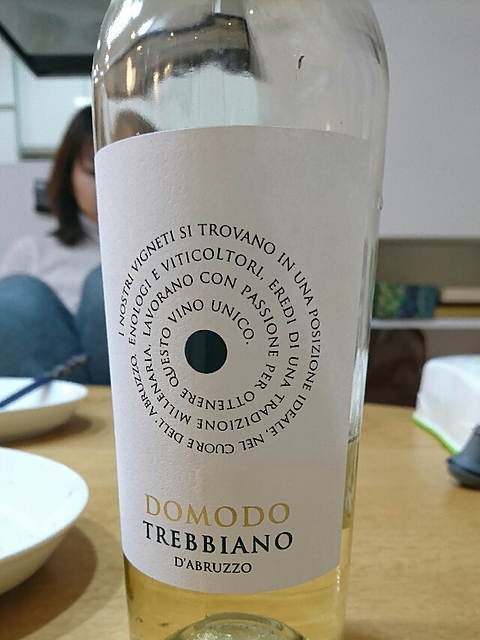 I NOSTRI VIGNETI SI TROVANO IN UNA POSIZIONE IDEALE, NEL CUORE DELL'ABRUZZO. ENOLOGI E VITICOLTORI, EREDI DI UNA TRADIZIONE MILLENARIA, LAVORANO CON PASSIONE PER OTTENERE QUESTO VINO UNICO.
DOMODO
TREBBIANO
D'ABRUZZO